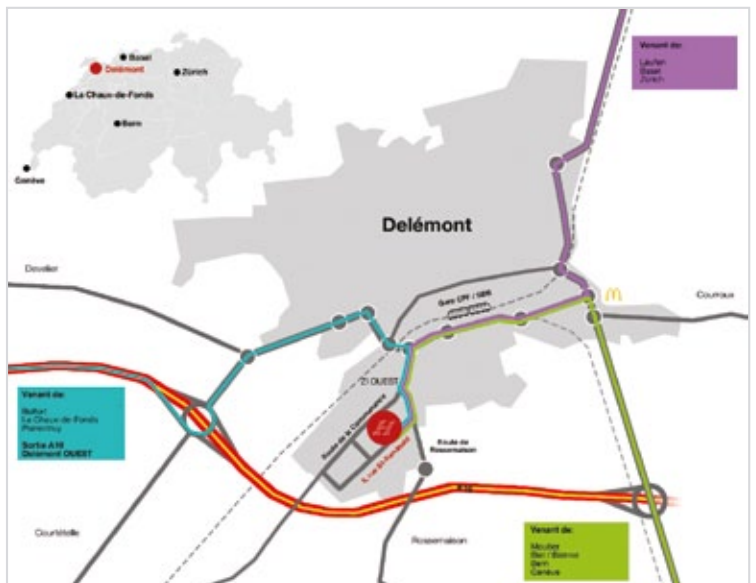 Basel
Delémont
Zürich
La Chaux-de-Fonds
Bern
Genève
Venant de:
Laufen
Basel
Zürich
Delémont
Develier
Gare CFF / SBB
Courroux
ZI OUEST
Venant de:
Belfort
La Chaux-de-Fonds
Porrentruy
Sortie A16
Delémont OUEST
Route de la Communance
Route de
Rossemaison
A16
Courtételle
Rossemaison
Venant de:
Moutier
Biel / Bienne
Bern
Genève